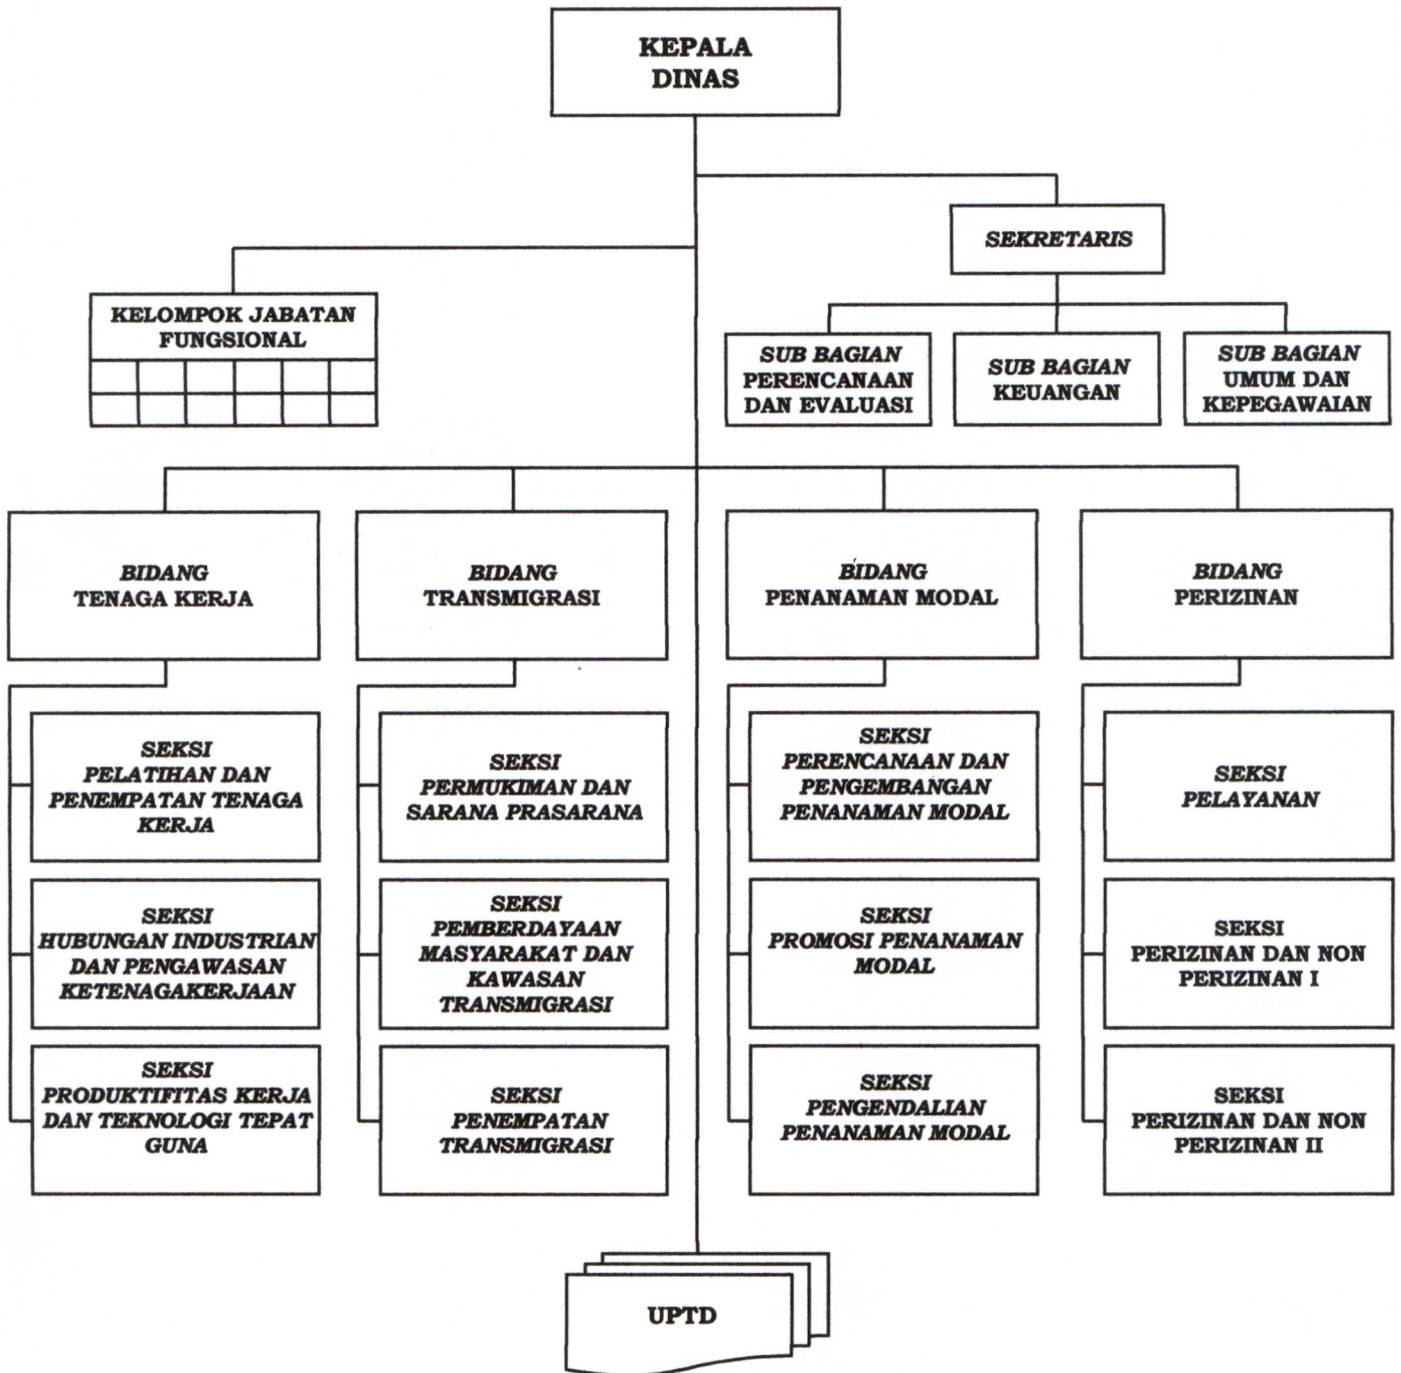 KEPALA
DINAS
SEKRETARIS
KELOMPOK JABATAN
FUNGSIONAL
SUB BAGIAN
PERENCANAAN
DAN EVALUASI
SUB BAGIAN
KEUANGAN
SUB BAGIAN
UMUM DAN
KEPEGAWAIAN
BIDANG
TENAGA KERJA
BIDANG
TRANSMIGRASI
BIDANG
PENANAMAN MODAL
BIDANG
PERIZINAN
SEKSI
PELATIHAN DAN
PENEMPATAN TENAGA
KERJA
SEKSI
PERMUKIMAN DAN
SARANA PRASARANA
SEKSI
PERENCANAAN DAN
PENGEMBANGAN
PENANAMAN MODAL
SEKSI
PELAYANAN
SEKSI
HUBUNGAN INDUSTRIAN
DAN PENGAWASAN
KETENAGAKERJAAN
SEKSI
PEMBERDAYAAN
MASYARAKAT DAN
KAWASAN
TRANSMIGRASI
SEKSI
PROMOSI PENANAMAN
MODAL
SEKSI
PERIZINAN DAN NON
PERIZINAN I
SEKSI
PRODUKTIFITAS KERJA
DAN TEKNOLOGI TEPAT
GUNA
SEKSI
PENEMPATAN
TRANSMIGRASI
SEKSI
PENGENDALIAN
PENANAMAN MODAL
SEKSI
PERIZINAN DAN NON
PERIZINAN II
UPTD